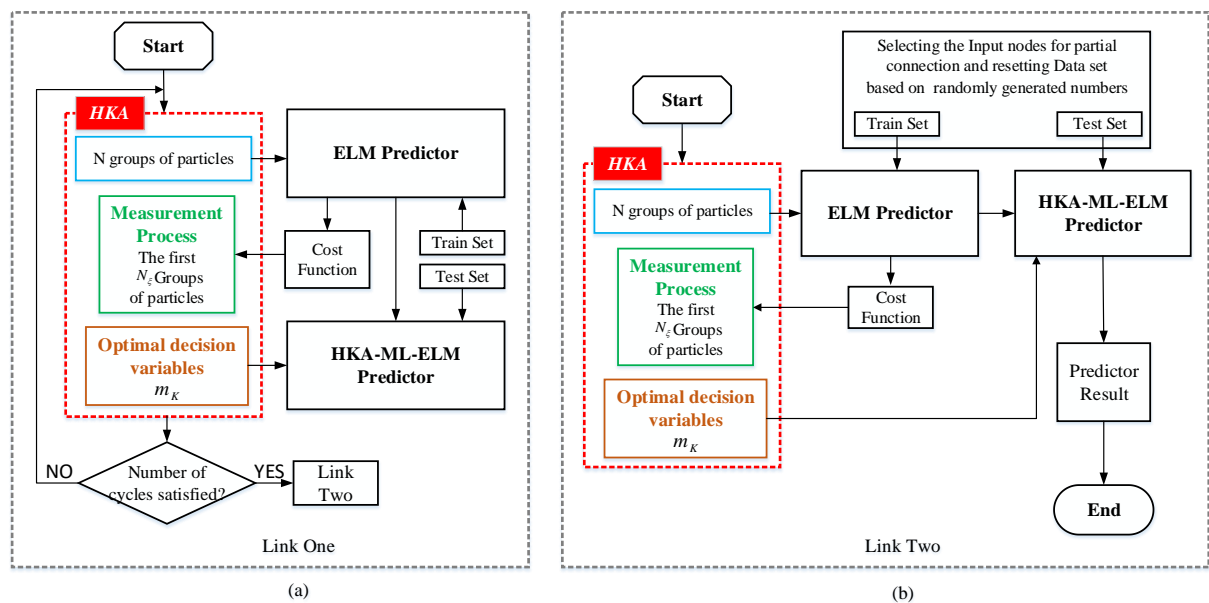 Start
HKA
N groups of particles
ELM Predictor
Measurement
Process
The first
N_ξ Groups
of particles
Cost
Function
Train Set
Test Set
Optimal decision
variables
m_K
HKA-ML-ELM
Predictor
NO
Number of
cycles satisfied?
YES
Link
Two
Link One
(a)
Selecting the Input nodes for partial
connection and resetting Data set
based on randomly generated numbers
Train Set
Test Set
Start
HKA
N groups of particles
ELM Predictor
HKA-ML-ELM
Predictor
Measurement
Process
The first
N_ξ Groups
of particles
Cost
Function
Optimal decision
variables
m_K
Predictor
Result
End
Link Two
(b)